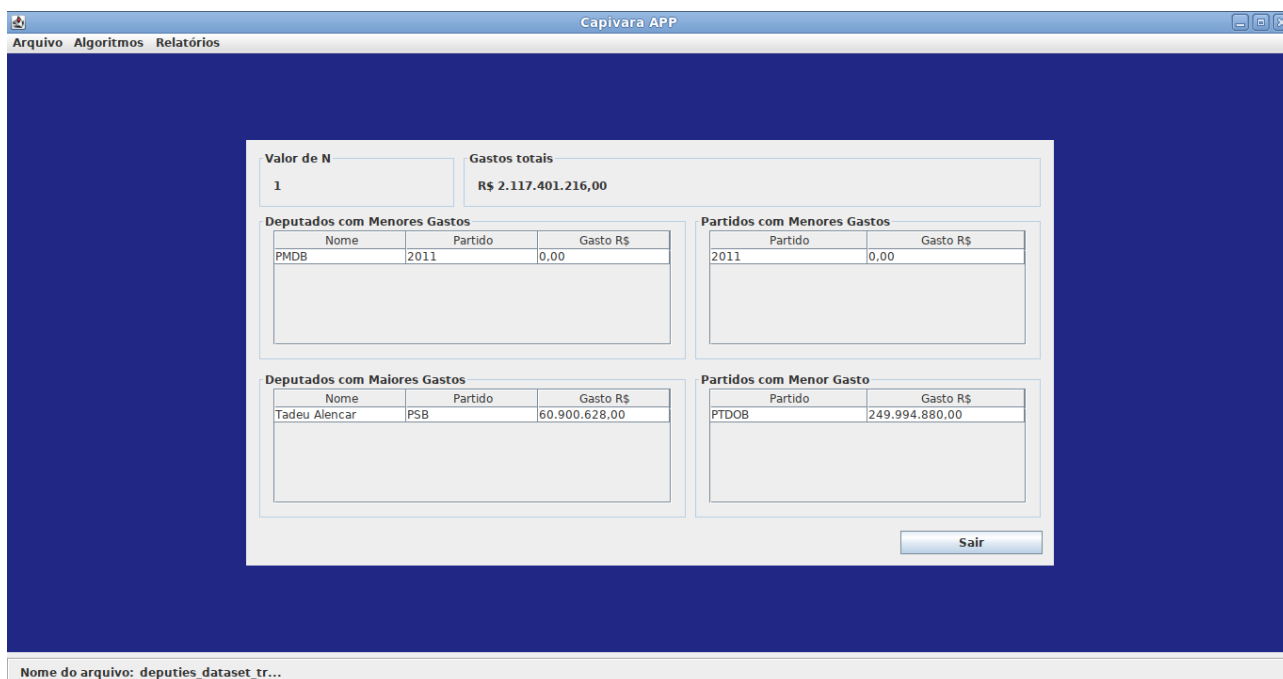 Capivara APP
Arquivo Algoritmos Relatórios
Valor de N
1
Gastos totais
R$ 2.117.401.216,00
Deputados com Menores Gastos
Nome Partido Gasto R$
PMDB 2011 0,00
Partidos com Menores Gastos
Partido Gasto R$
2011 0,00
Deputados com Maiores Gastos
Nome Partido Gasto R$
Tadeu Alencar PSB 60.900.628,00
Partidos com Menor Gasto
Partido Gasto R$
PTDOB 249.994.880,00
Sair
Nome do arquivo: deputies_dataset_tr...